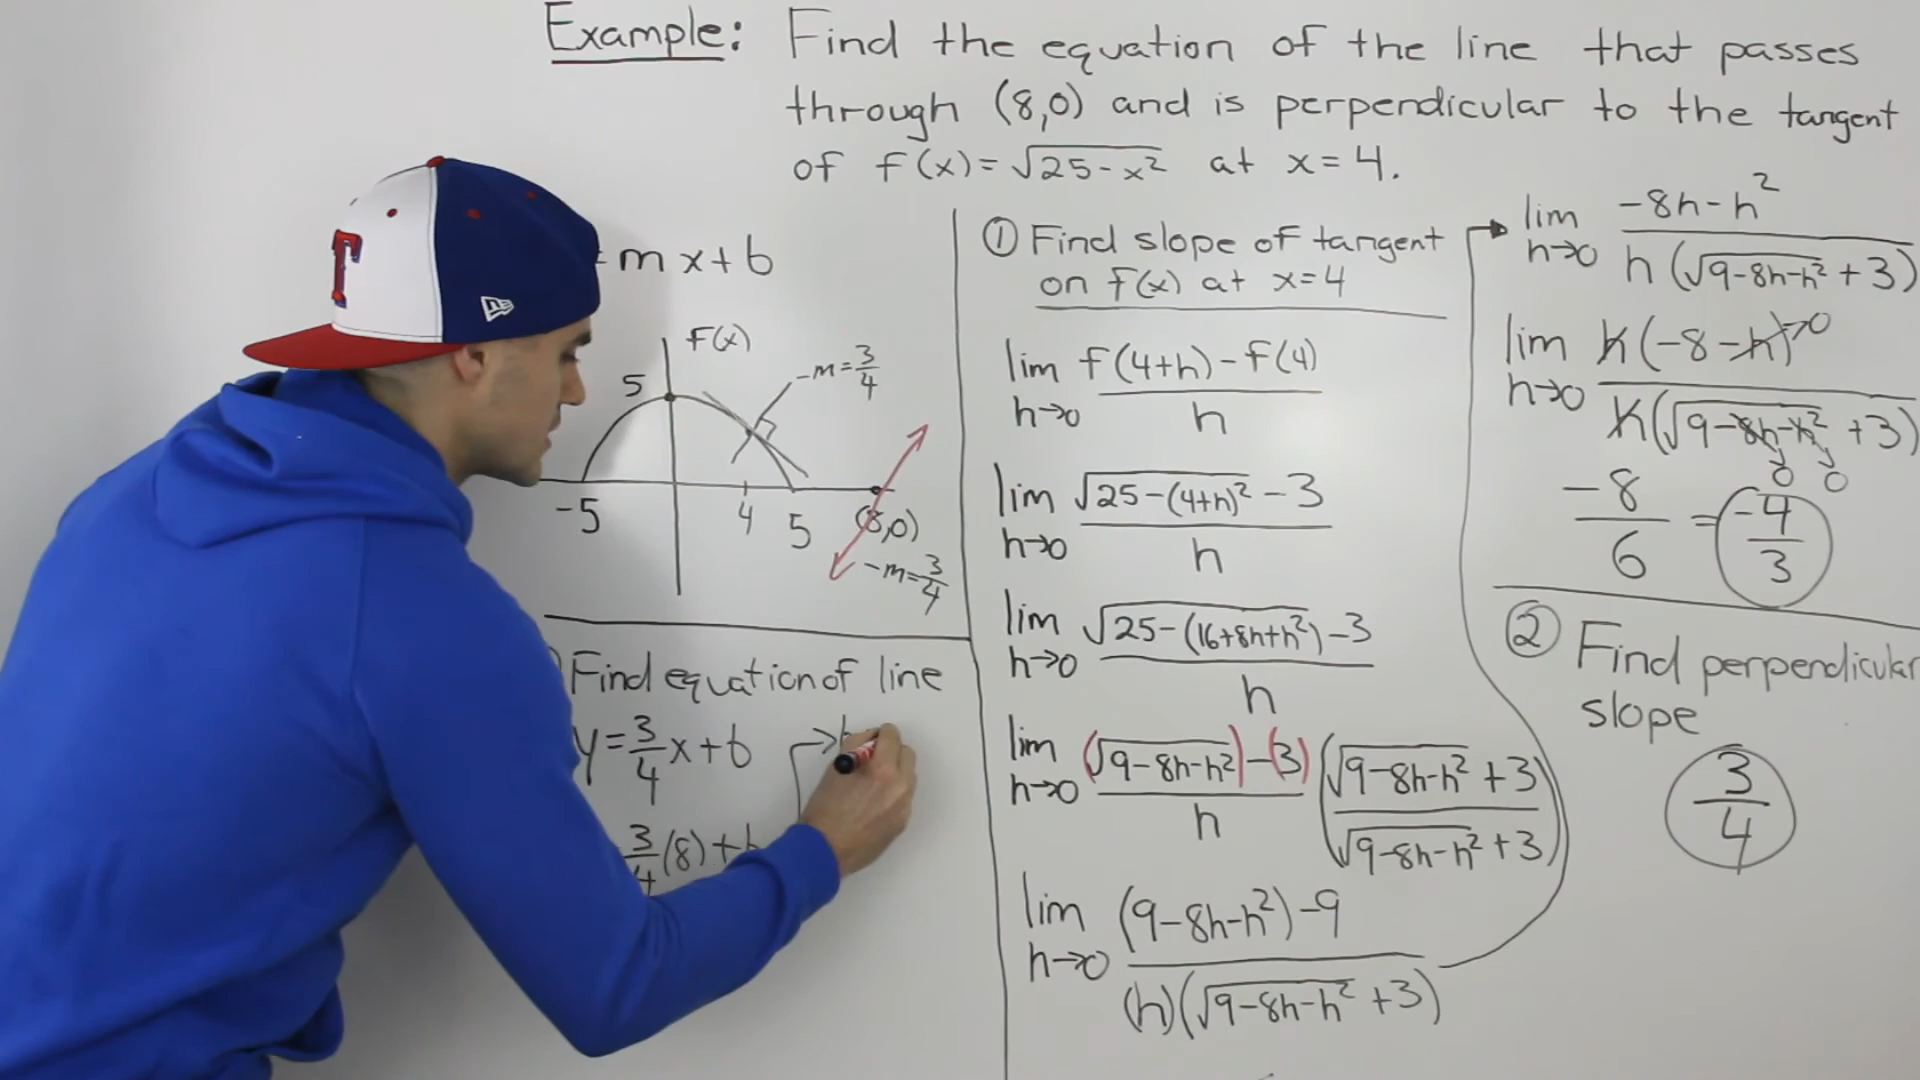 Example: Find the equation of the line that passes
through (8,0) and is perpendicular to the tangent
of f(x)=√25-x² at x=4.
= mx+b
f(x)
5
-m=3/4
-5
4
5
(8,0)
-m=3/4
Find equation of line
y=3/4x+b
3/4(8)+b
→b
① Find slope of tangent
on f(x) at x=4
lim h→0 f(4+h)-f(4) / h
lim h→0 √25-(4+h)² -3 / h
lim h→0 √25-(16+8h+h²) -3 / h
lim h→0 (√9-8h-h²)-(3) / h (√9-8h-h² +3 / √9-8h-h² +3)
lim h→0 (9-8h-h²)-9 / (h)(√9-8h-h² +3)
lim h→0 -8h-h² / h(√9-8h-h² +3)
lim h→0 h(-8-h)→0 / h(√9-8h-h² +3)
0 0
-8/6 = -4/3
② Find perpendicular
slope
3/4
T